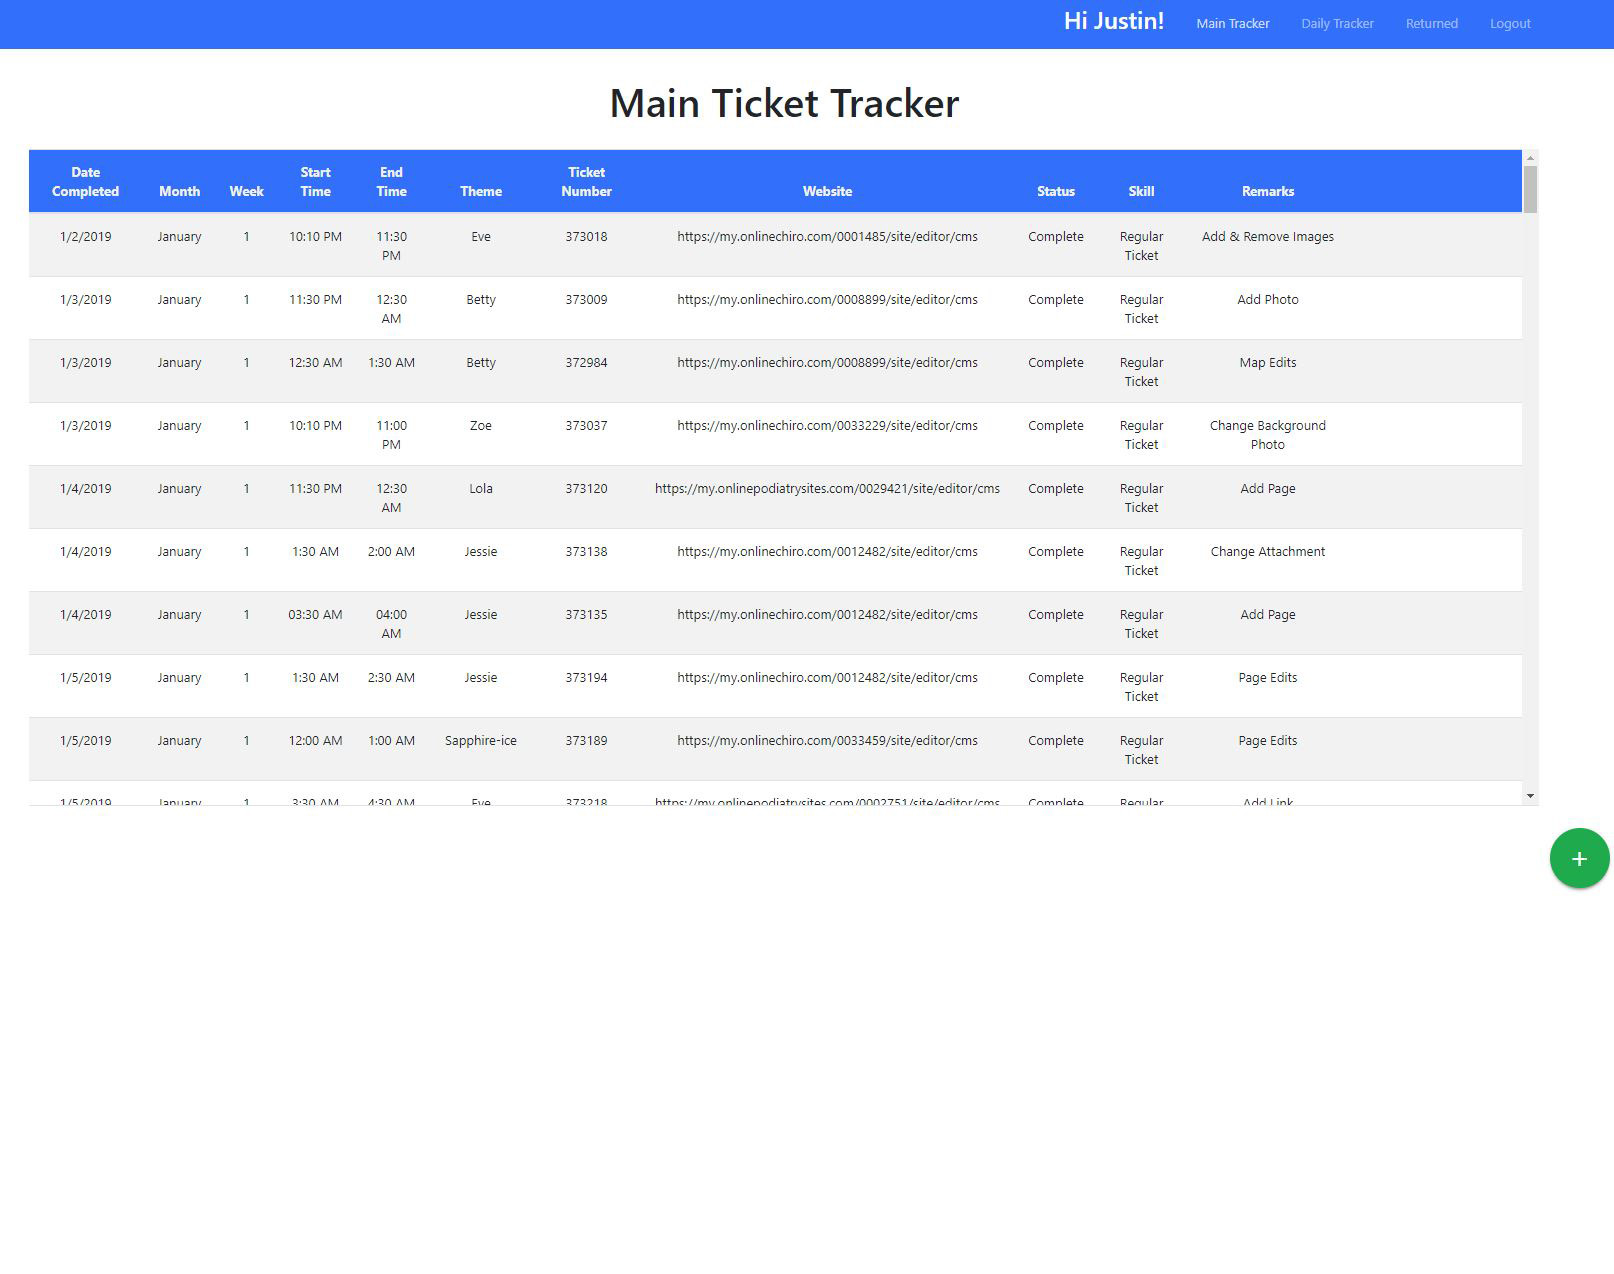 Hi Justin! Main Tracker Daily Tracker Returned Logout
Main Ticket Tracker
Date Completed Month Week Start Time End Time Theme Ticket Number Website Status Skill Remarks
1/2/2019 January 1 10:10 PM 11:30 PM Eve 373018 https://my.onlinechiro.com/0001485/site/editor/cms Complete Regular Ticket Add & Remove Images
1/3/2019 January 1 11:30 PM 12:30 AM Betty 373009 https://my.onlinechiro.com/0008899/site/editor/cms Complete Regular Ticket Add Photo
1/3/2019 January 1 12:30 AM 1:30 AM Betty 372984 https://my.onlinechiro.com/0008899/site/editor/cms Complete Regular Ticket Map Edits
1/3/2019 January 1 10:10 PM 11:00 PM Zoe 373037 https://my.onlinechiro.com/0033229/site/editor/cms Complete Regular Ticket Change Background Photo
1/4/2019 January 1 11:30 PM 12:30 AM Lola 373120 https://my.onlinepodiatrysites.com/0029421/site/editor/cms Complete Regular Ticket Add Page
1/4/2019 January 1 1:30 AM 2:00 AM Jessie 373138 https://my.onlinechiro.com/0012482/site/editor/cms Complete Regular Ticket Change Attachment
1/4/2019 January 1 03:30 AM 04:00 AM Jessie 373135 https://my.onlinechiro.com/0012482/site/editor/cms Complete Regular Ticket Add Page
1/5/2019 January 1 1:30 AM 2:30 AM Jessie 373194 https://my.onlinechiro.com/0012482/site/editor/cms Complete Regular Ticket Page Edits
1/5/2019 January 1 12:00 AM 1:00 AM Sapphire-ice 373189 https://my.onlinechiro.com/0033459/site/editor/cms Complete Regular Ticket Page Edits
1/5/2019 January 1 3:30 AM 4:30 AM Eve 373218 https://my.onlinepodiatrysites.com/0002751/site/editor/cms Complete Regular Add Link
+